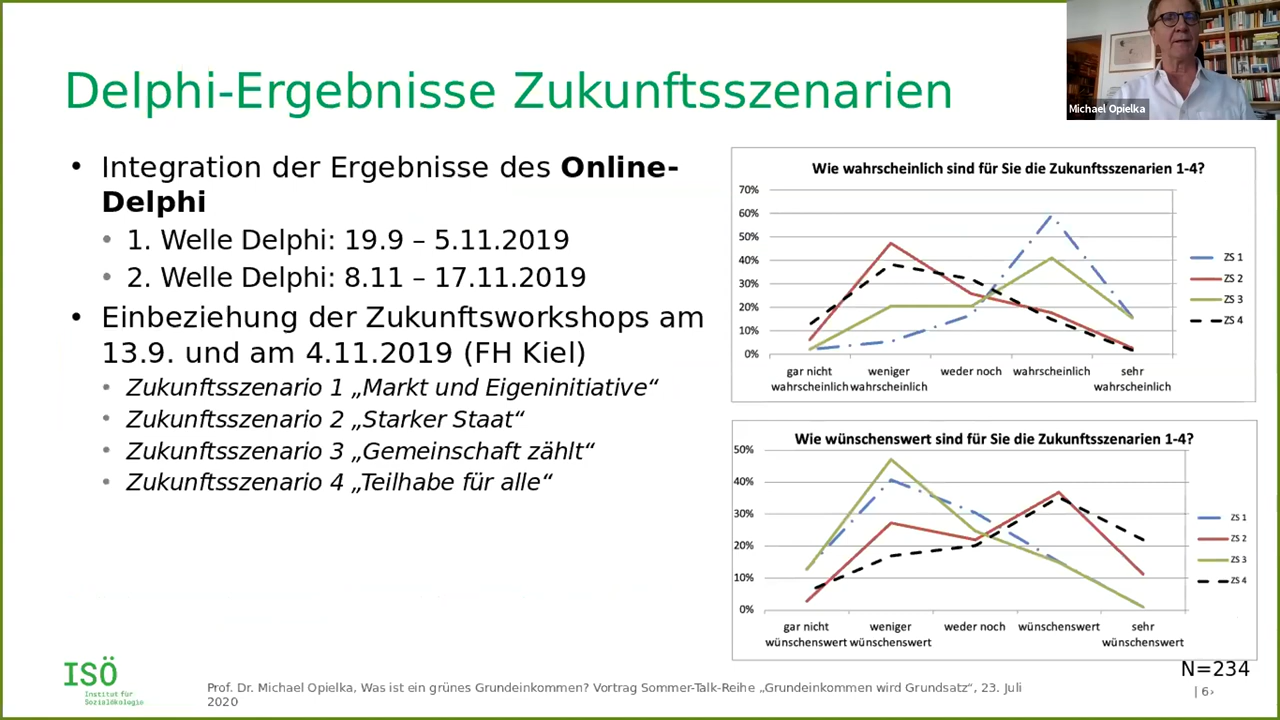 Delphi-Ergebnisse Zukunftsszenarien
Michael Opielka
• Integration der Ergebnisse des Online-
Delphi
• 1. Welle Delphi: 19.9 – 5.11.2019
• 2. Welle Delphi: 8.11 – 17.11.2019
• Einbeziehung der Zukunftsworkshops am
13.9. und am 4.11.2019 (FH Kiel)
• Zukunftsszenario 1 „Markt und Eigeninitiative“
• Zukunftsszenario 2 „Starker Staat“
• Zukunftsszenario 3 „Gemeinschaft zählt“
• Zukunftsszenario 4 „Teilhabe für alle“
Wie wahrscheinlich sind für Sie die Zukunftsszenarien 1-4?
70%
60%
50%
40%
30%
20%
10%
0%
gar nicht weniger weder noch wahrscheinlich sehr
wahrscheinlich wahrscheinlich wahrscheinlich
ZS 1
ZS 2
ZS 3
ZS 4
Wie wünschenswert sind für Sie die Zukunftsszenarien 1-4?
50%
40%
30%
20%
10%
0%
gar nicht weniger weder noch wünschenswert sehr
wünschenswert wünschenswert wünschenswert
ZS 1
ZS 2
ZS 3
ZS 4
N=234
ISÖ
Institut für
Sozialökologie
Prof. Dr. Michael Opielka, Was ist ein grünes Grundeinkommen? Vortrag Sommer-Talk-Reihe „Grundeinkommen wird Grundsatz“, 23. Juli
2020
| 6›